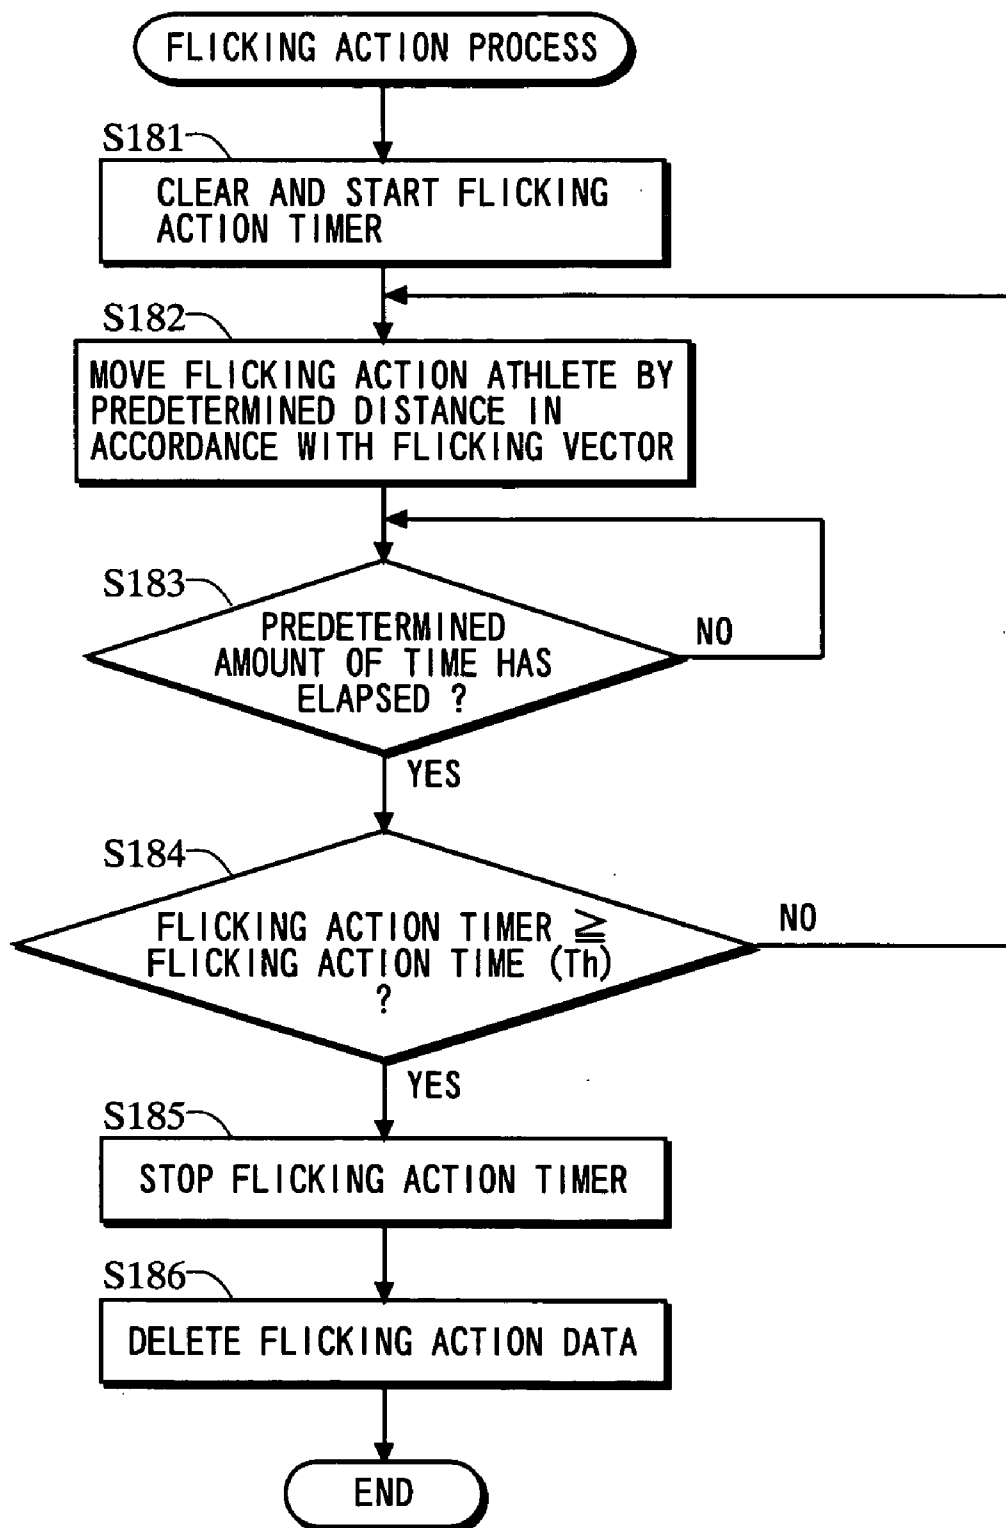 FLICKING ACTION PROCESS
S181
CLEAR AND START FLICKING
ACTION TIMER
S182
MOVE FLICKING ACTION ATHLETE BY
PREDETERMINED DISTANCE IN
ACCORDANCE WITH FLICKING VECTOR
S183
PREDETERMINED
AMOUNT OF TIME HAS
ELAPSED ?
NO
YES
S184
FLICKING ACTION TIMER ≧
FLICKING ACTION TIME (Th)
?
NO
YES
S185
STOP FLICKING ACTION TIMER
S186
DELETE FLICKING ACTION DATA
END